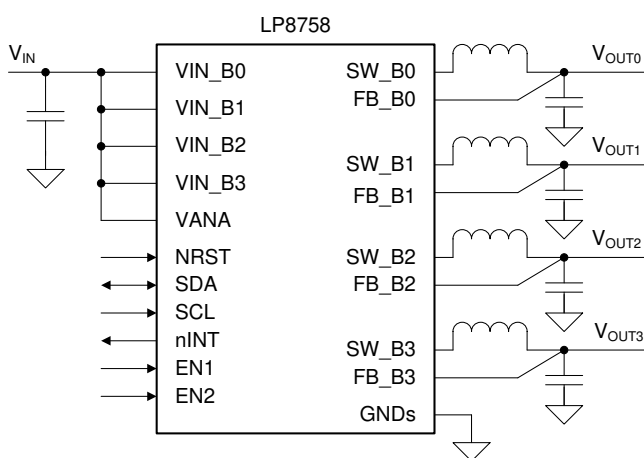 LP8758
VIN
VIN_B0
VIN_B1
VIN_B2
VIN_B3
VANA
NRST
SDA
SCL
nINT
EN1
EN2
SW_B0
FB_B0
SW_B1
FB_B1
SW_B2
FB_B2
SW_B3
FB_B3
GNDs
VOUT0
VOUT1
VOUT2
VOUT3